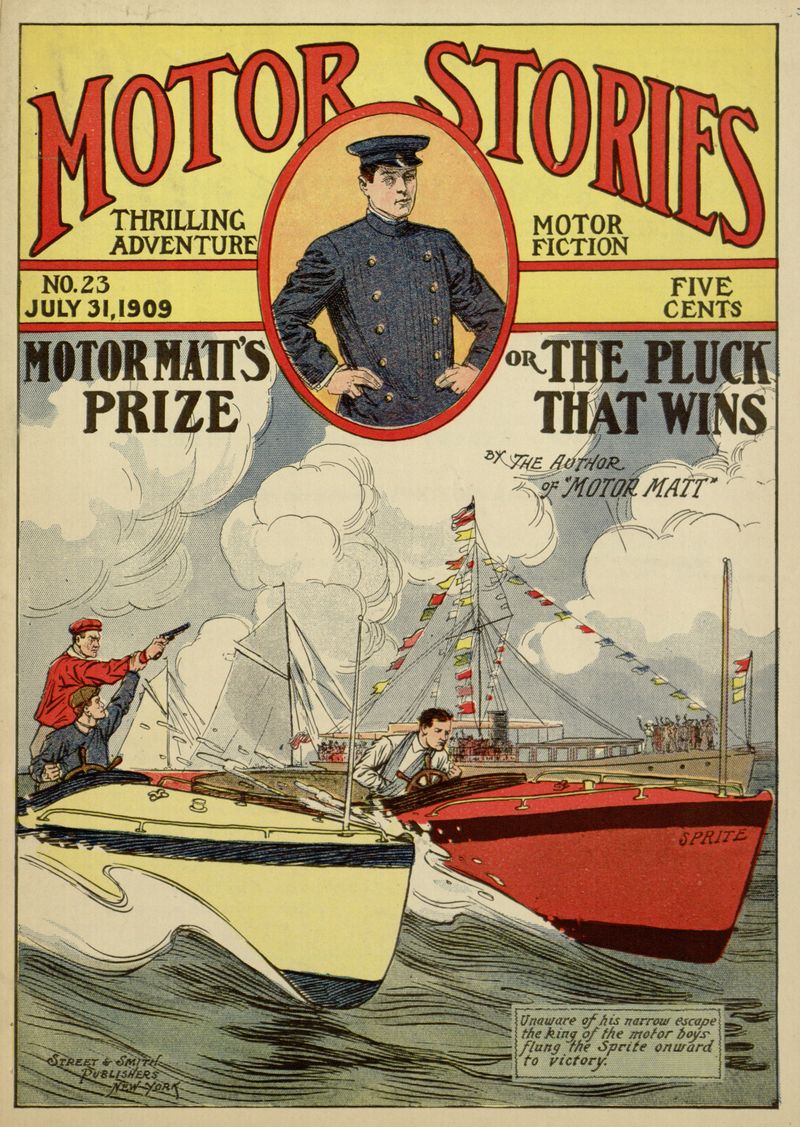 MOTOR STORIES
THRILLING
ADVENTURE
MOTOR
FICTION
NO. 23
JULY 31, 1909
FIVE
CENTS
MOTOR MATT'S
PRIZE
OR THE PLUCK
THAT WINS
BY THE AUTHOR
OF "MOTOR MATT"
SPRITE
Unaware of his narrow escape
the king of the motor boys
flung the Sprite onward
to victory.
STREET & SMITH
PUBLISHERS
NEW YORK